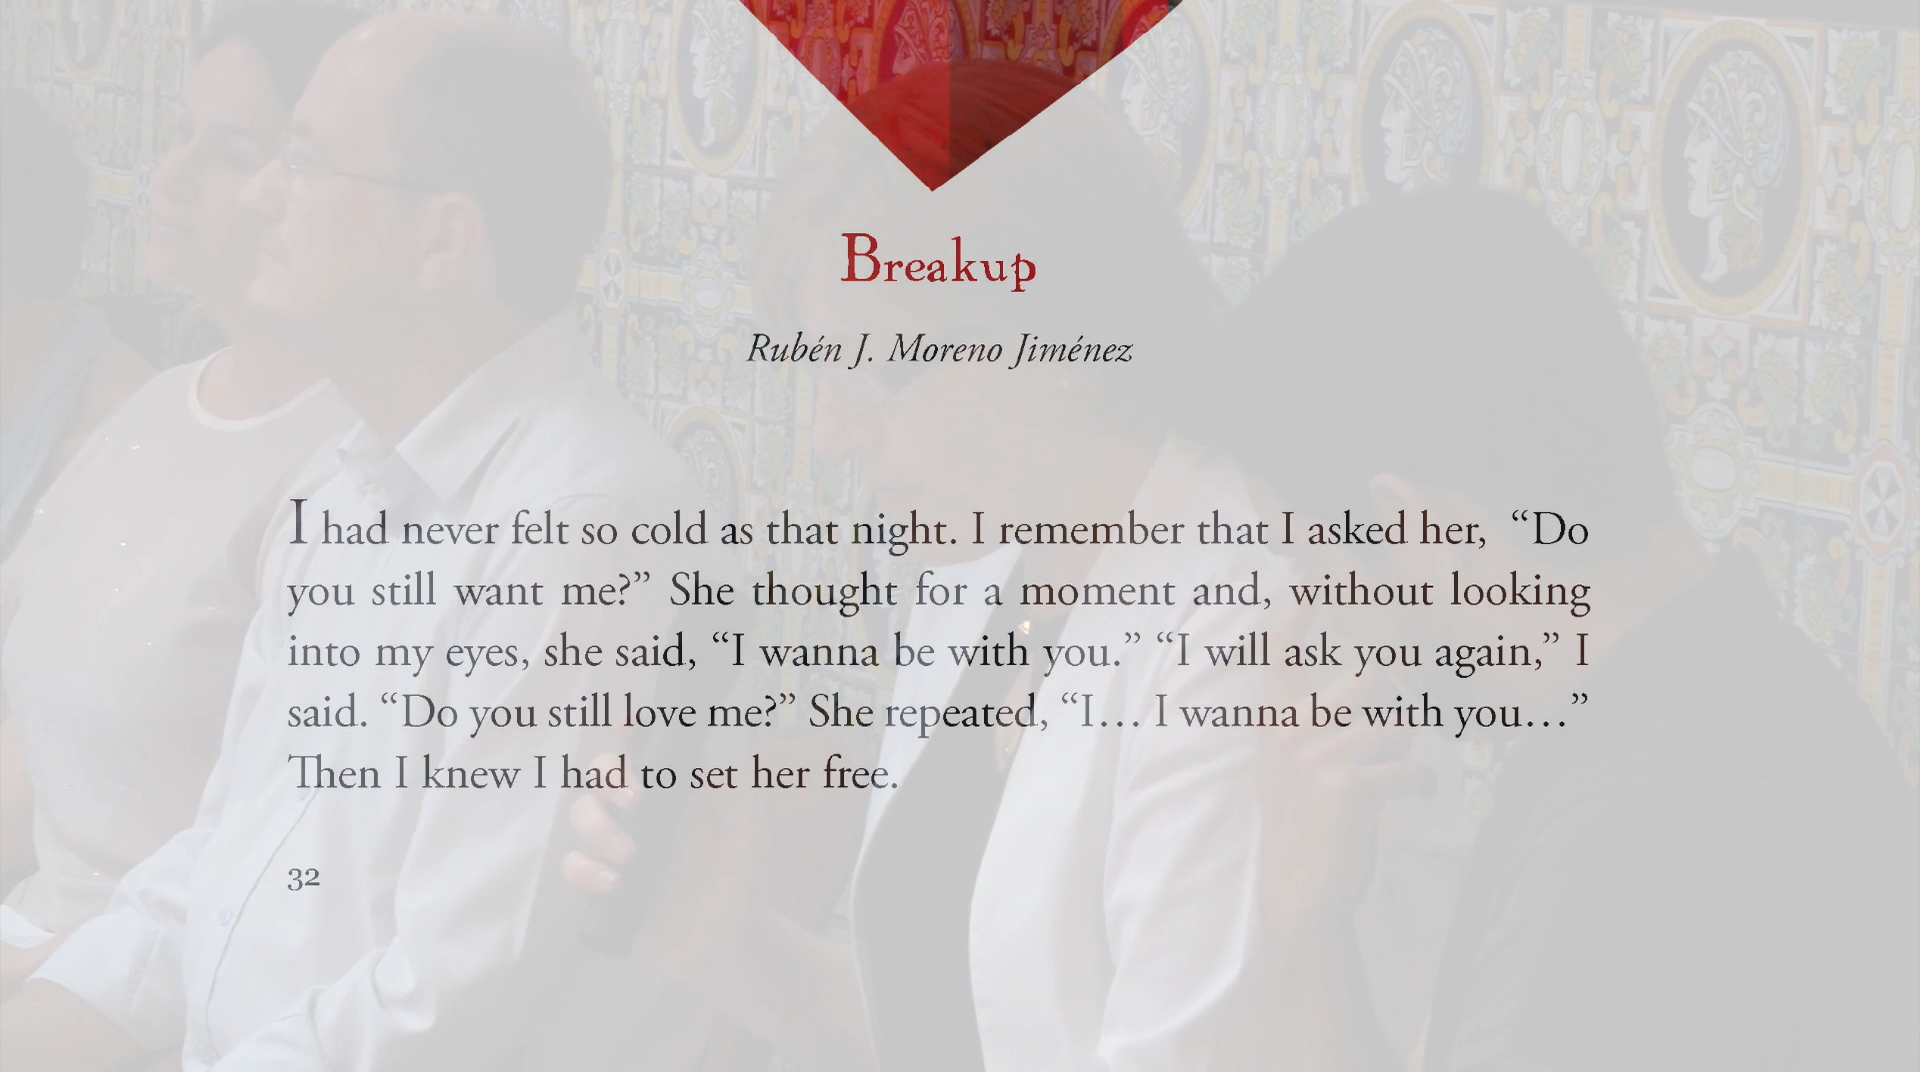 Breakup
Rubén J. Moreno Jiménez
I had never felt so cold as that night. I remember that I asked her, “Do
you still want me?” She thought for a moment and, without looking
into my eyes, she said, “I wanna be with you.” “I will ask you again,” I
said. “Do you still love me?” She repeated, “I… I wanna be with you…”
Then I knew I had to set her free.
32